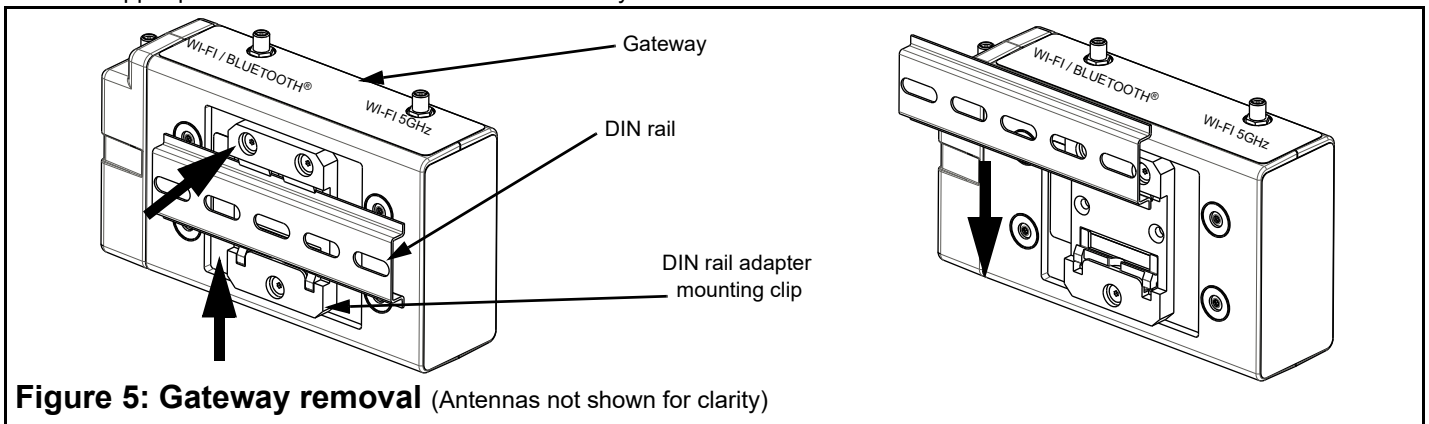 WI-FI / BLUETOOTH®
WI-FI 5GHz
Gateway
DIN rail
DIN rail adapter
mounting clip
WI-FI / BLUETOOTH®
WI-FI 5GHz
Figure 5: Gateway removal (Antennas not shown for clarity)